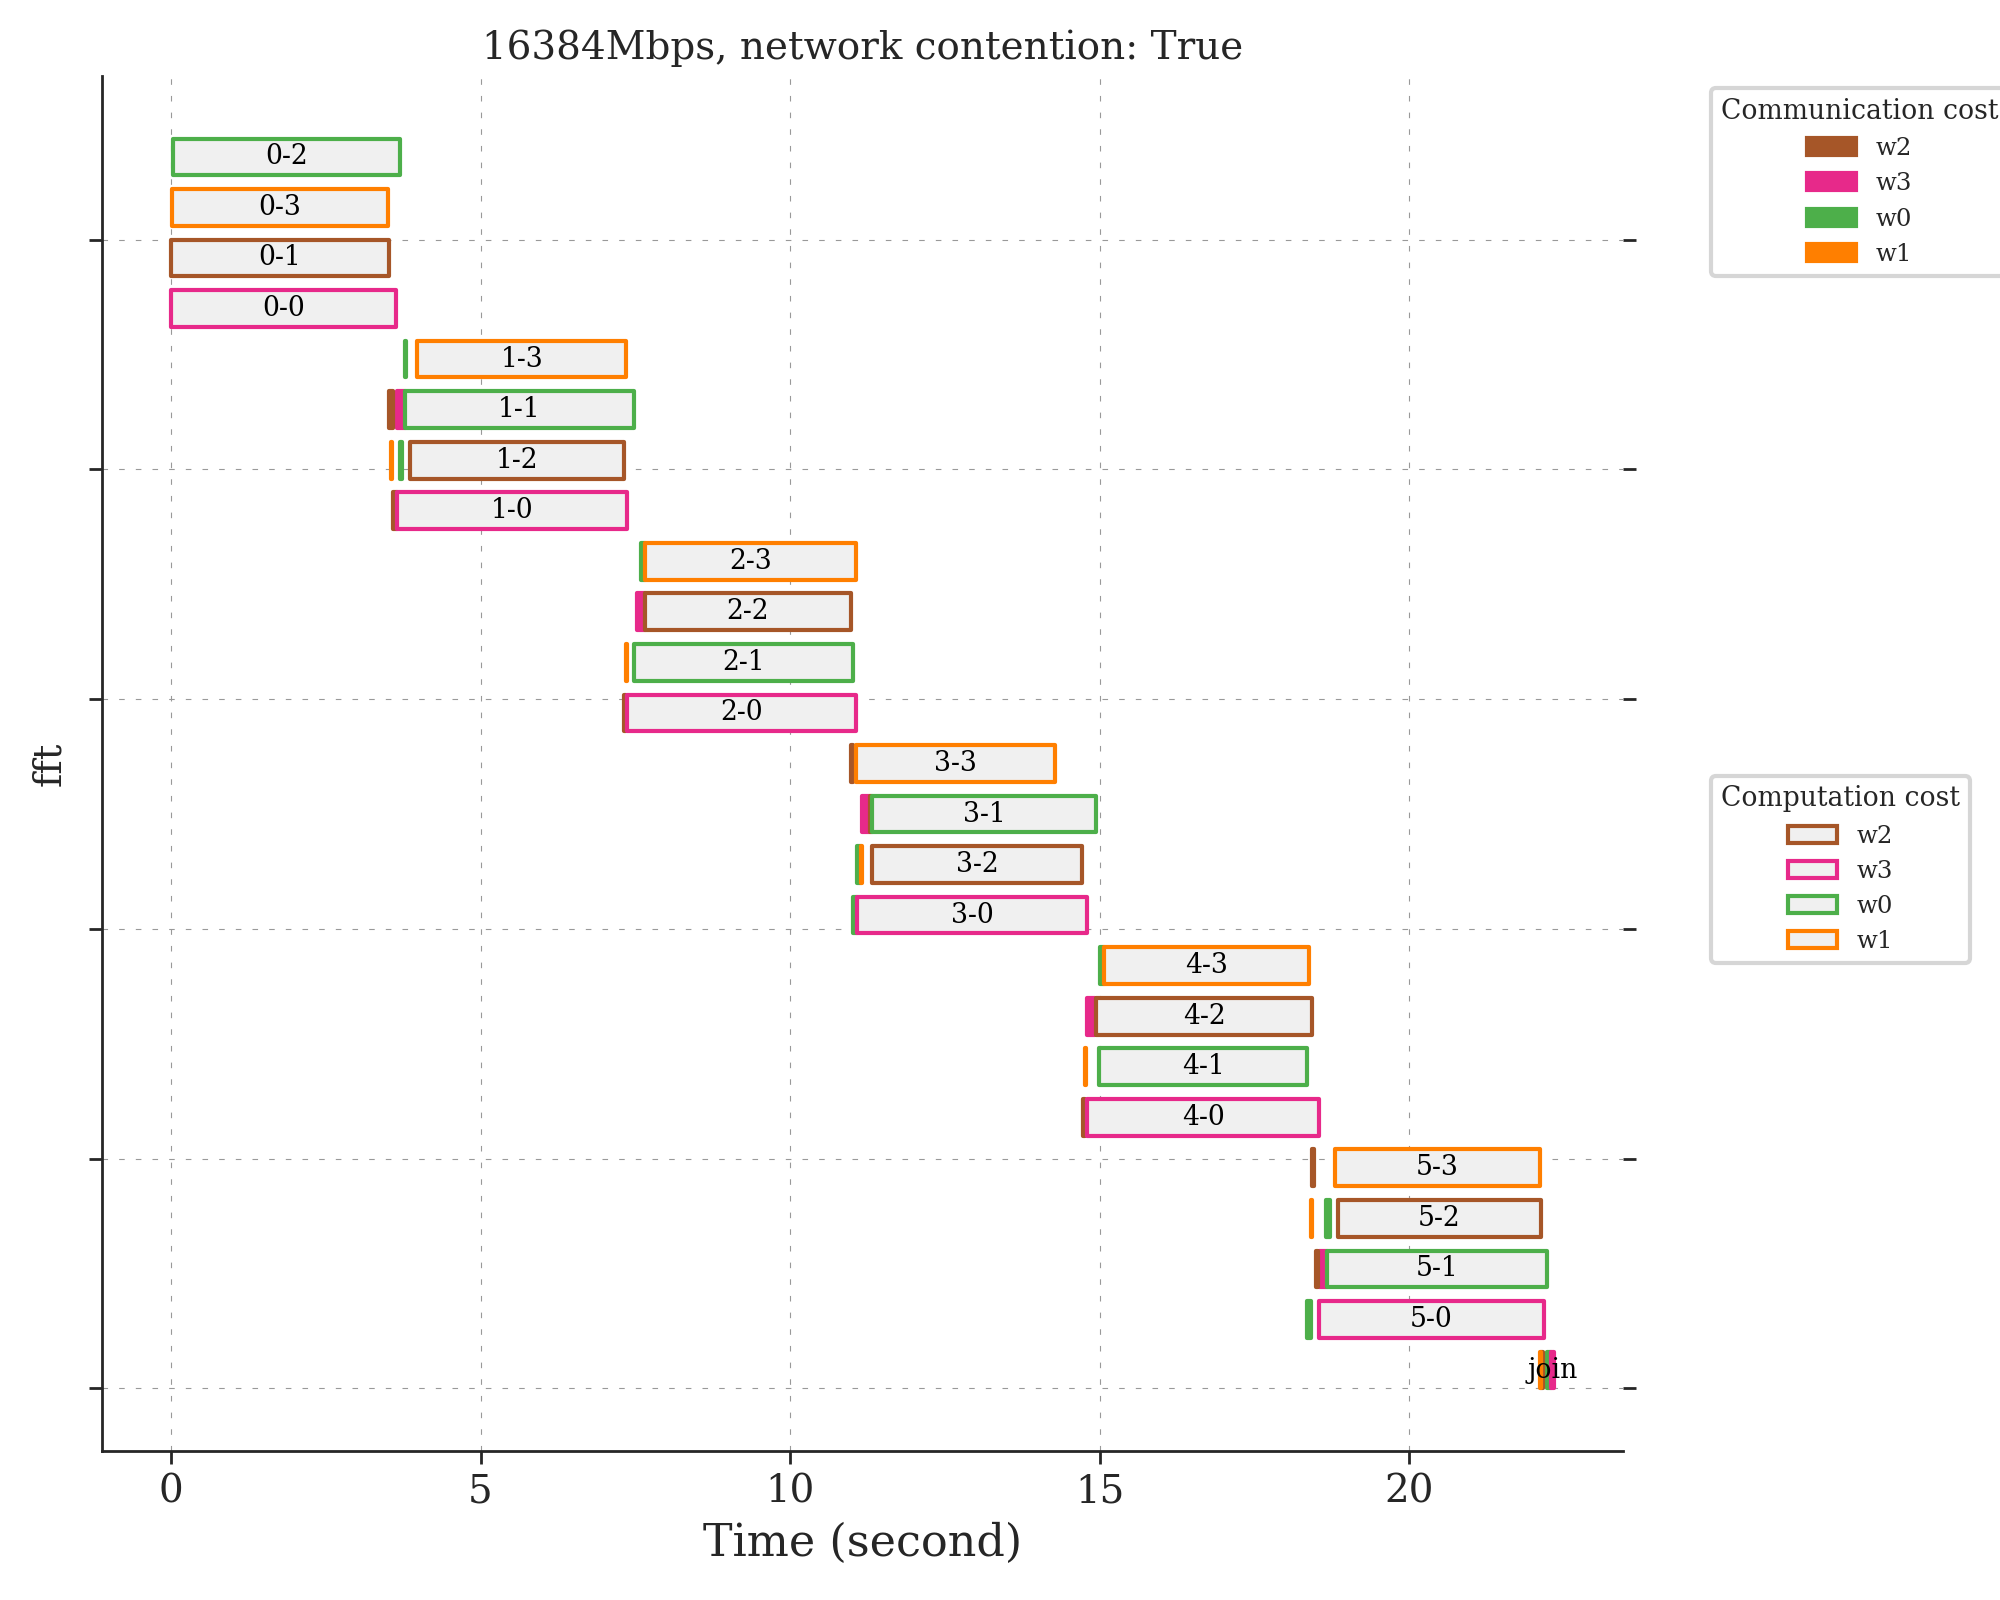 16384Mbps, network contention: True
Communication cost
w2
w3
w0
w1
0-2
0-3
0-1
0-0
1-3
1-1
1-2
1-0
2-3
2-2
2-1
2-0
3-3
3-1
3-2
3-0
4-3
4-2
4-1
4-0
5-3
5-2
5-1
5-0
join
fft
Computation cost
w2
w3
w0
w1
0
5
10
15
20
Time (second)